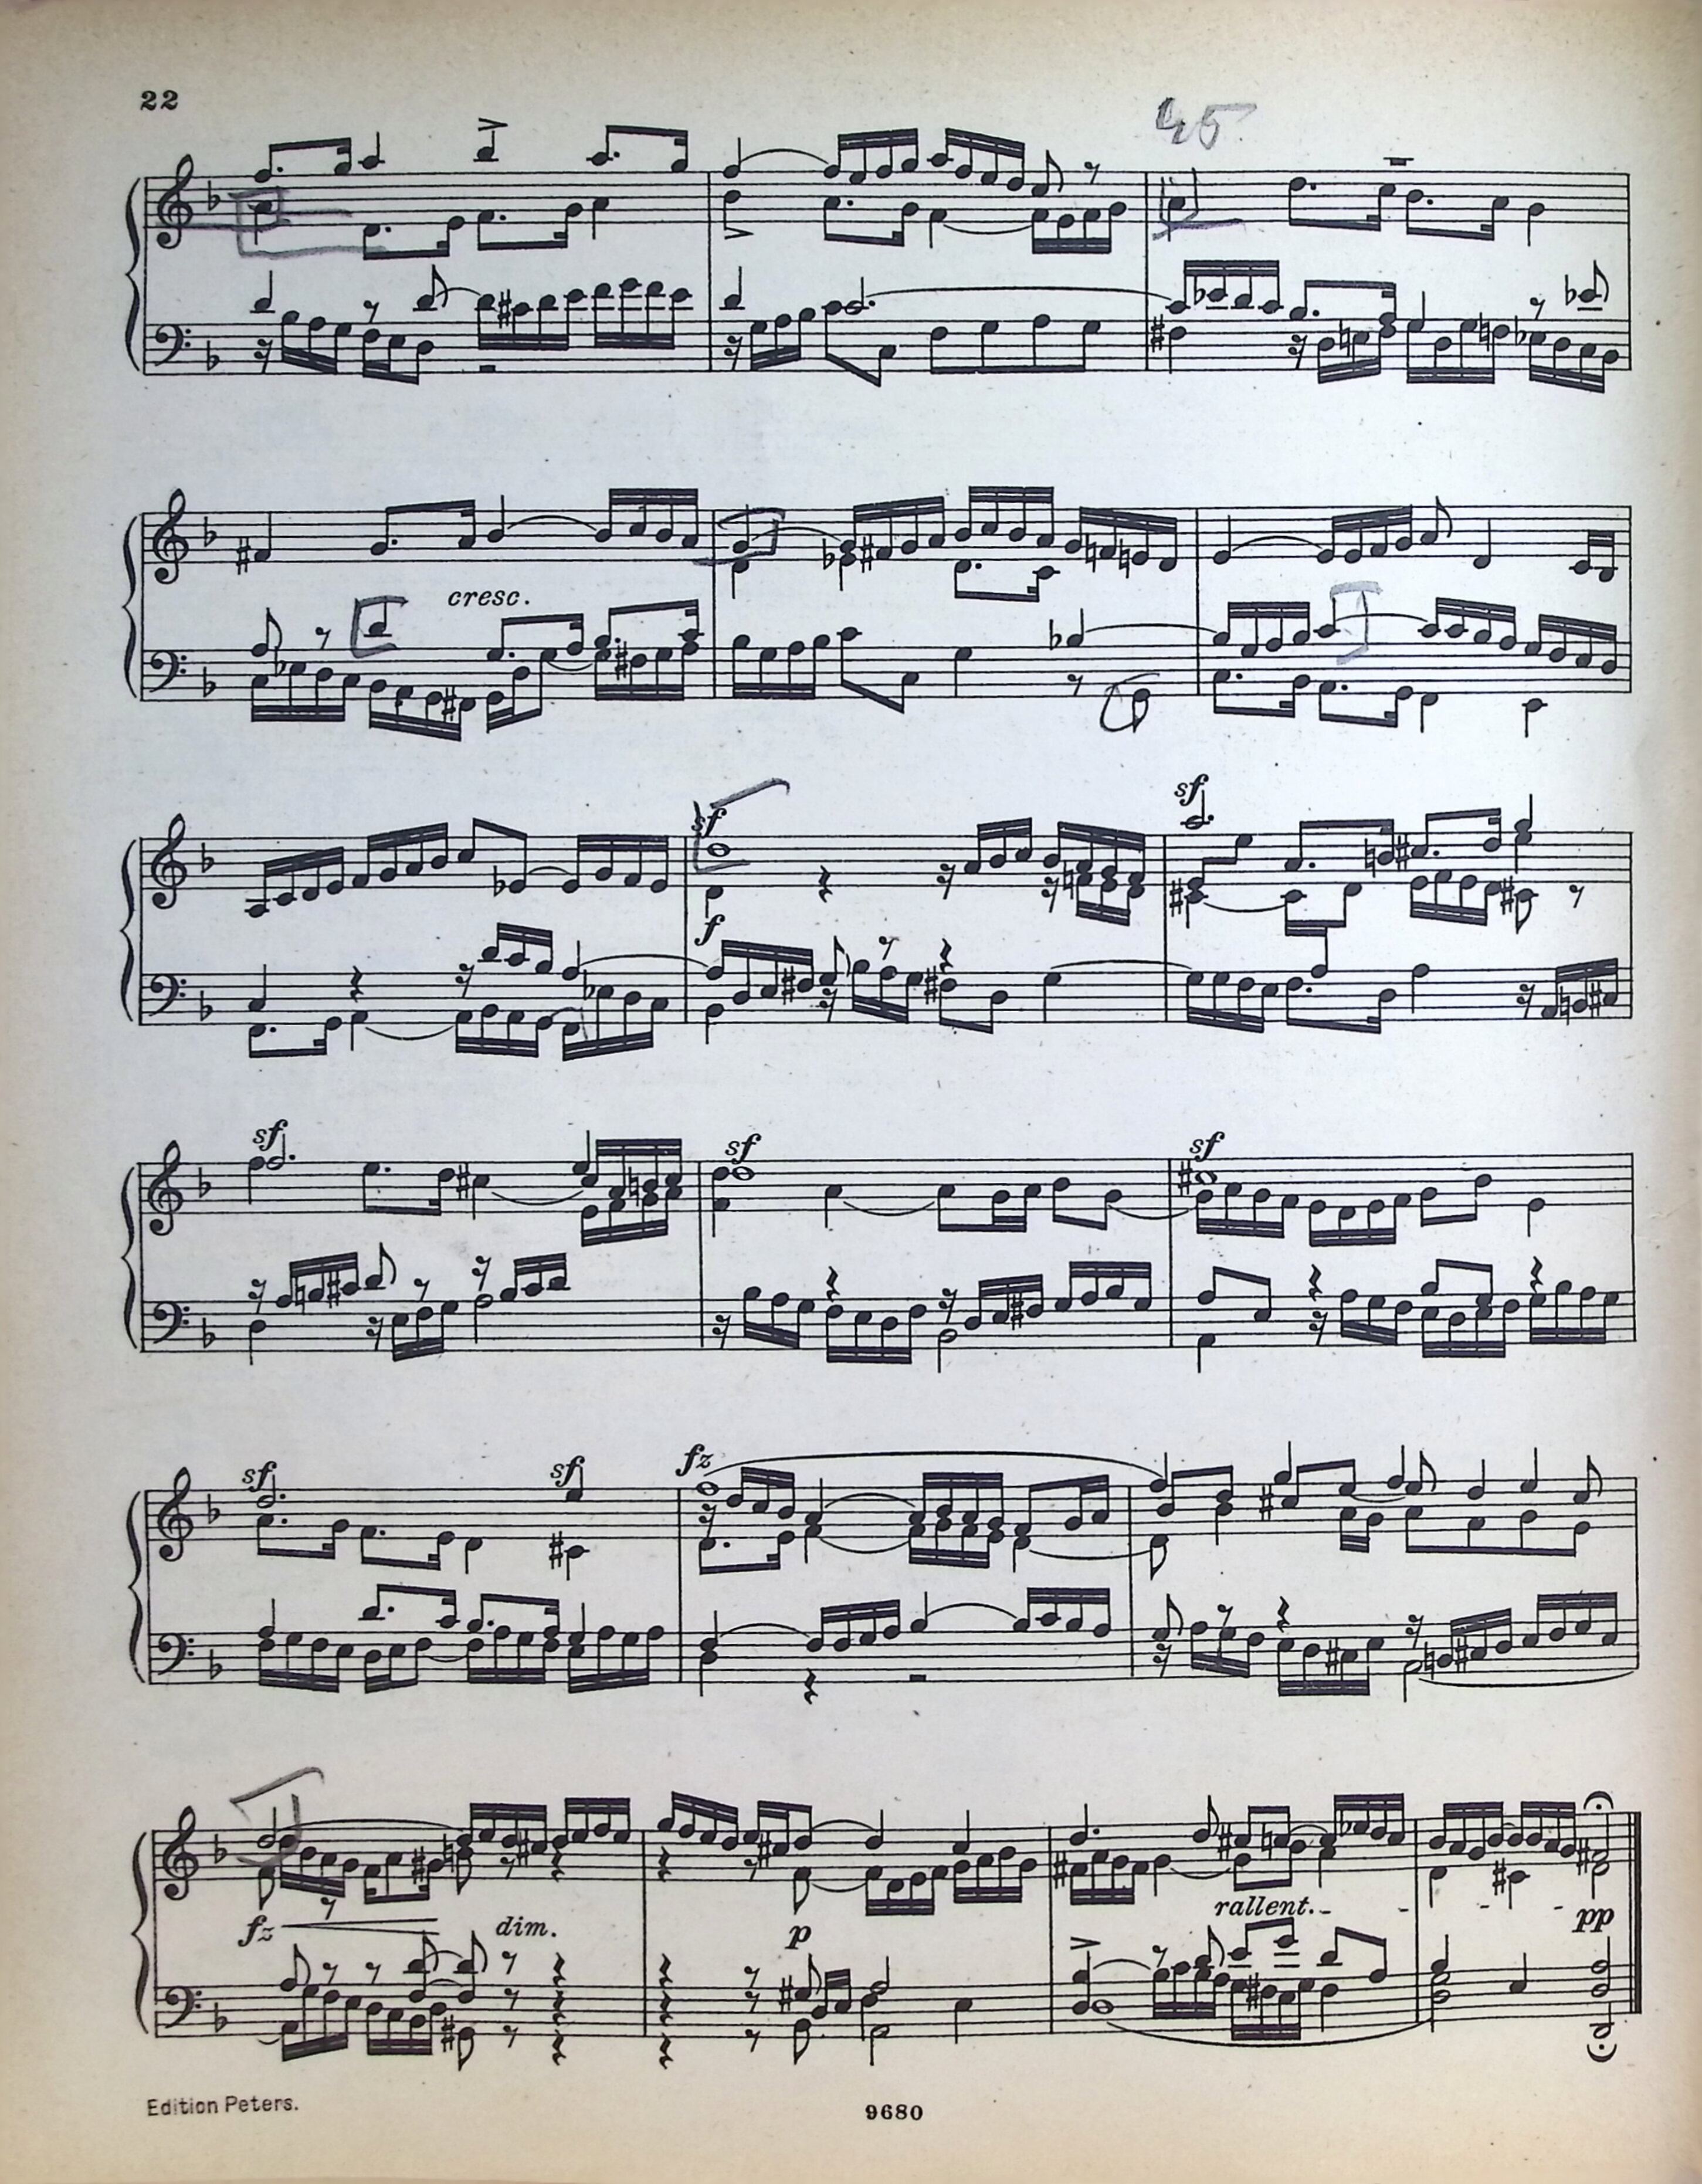 22
45
cresc.
sf sf
f
sf sf sf
sf sf fz
fz dim. p rallent. pp
Edition Peters. 9680